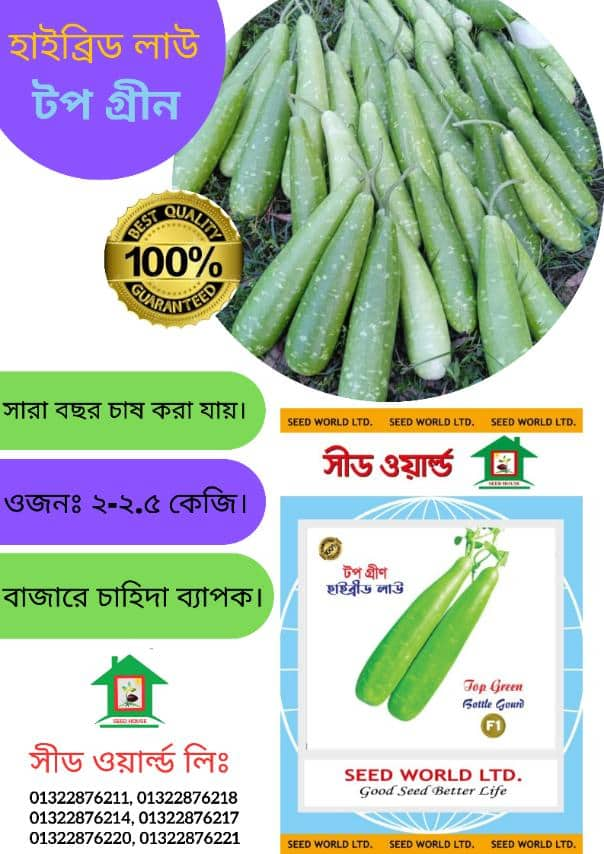 হাইব্রিড লাউ
টপ গ্রীন
BEST QUALITY
100%
GUARANTEED
সারা বছর চাষ করা যায়।
ওজনঃ ২-২.৫ কেজি।
বাজারে চাহিদা ব্যাপক।
SEED HOUSE
সীড ওয়ার্ল্ড লিঃ
01322876211, 01322876218
01322876214, 01322876217
01322876220, 01322876221
SEED WORLD LTD. SEED WORLD LTD. SEED WORLD LTD.
সীড ওয়ার্ল্ড
SEED HOUSE
100%
টপ গ্রীণ
হাইব্রীড লাউ
Top Green
Bottle Gourd
F1
SEED WORLD LTD.
Good Seed Better Life
SEED WORLD LTD. SEED WORLD LTD. SEED WORLD LTD.